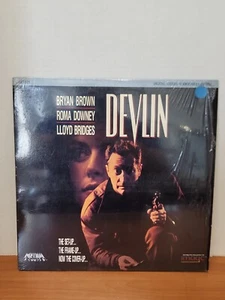 BRYAN BROWN
ROMA DOWNEY
LLOYD BRIDGES
DEVLIN
THE SET-UP...
THE FRAME-UP...
NOW THE COVER-UP...